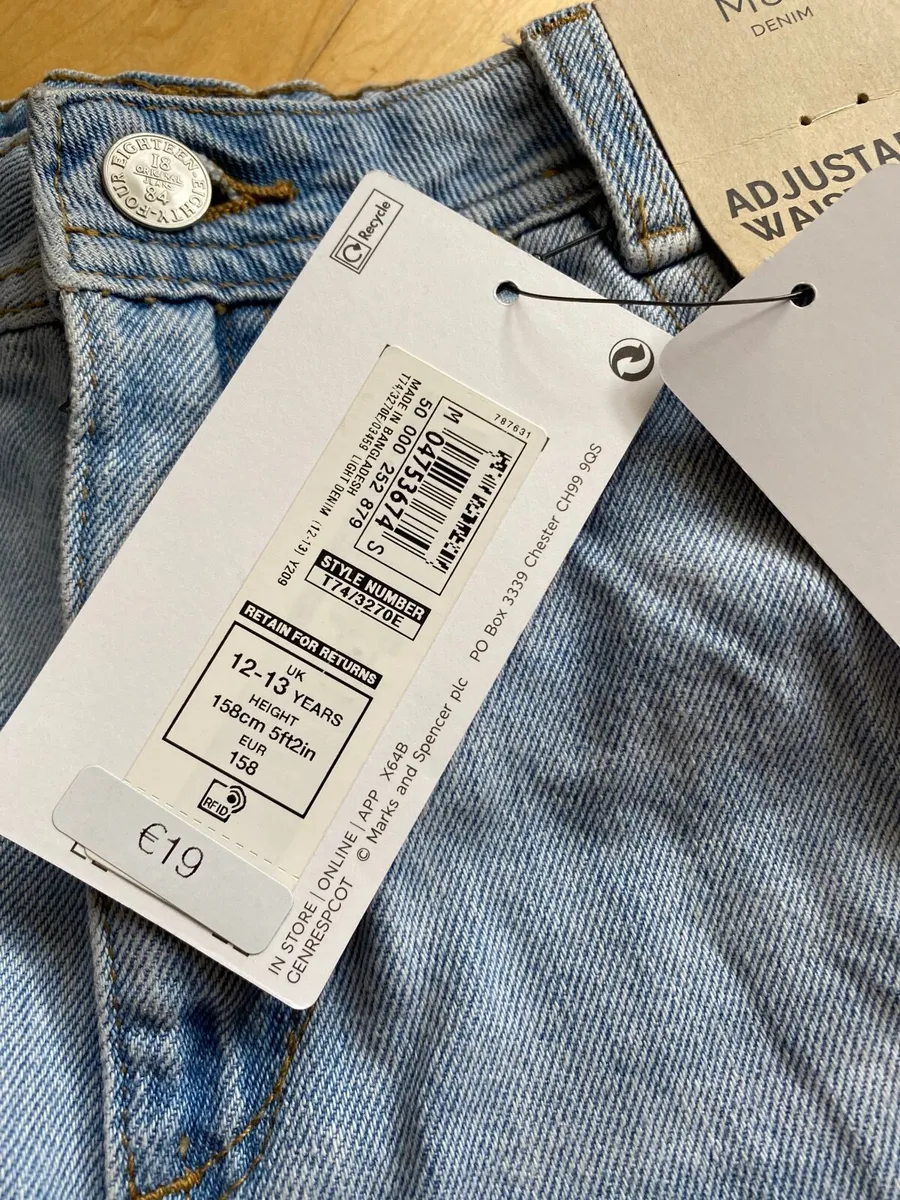 EIGHTEEN EIGHTY-FOUR
18
ORIGINAL
JEANS
84
DENIM
ADJUSTA
WAIS
Recycle
787631
M 04753674 S
50 000 252 879
MADE IN BANGLADESH
T74/3270E/03459 LIGHT DENIM (12-13) Y209
STYLE NUMBER
T74/3270E
RETAIN FOR RETURNS
UK
12-13 YEARS
HEIGHT
158cm 5ft2in
EUR
158
RFID
€19
IN STORE | ONLINE | APP X64B
GENRESPCOT © Marks and Spencer plc PO Box 3339 Chester CH99 9QS